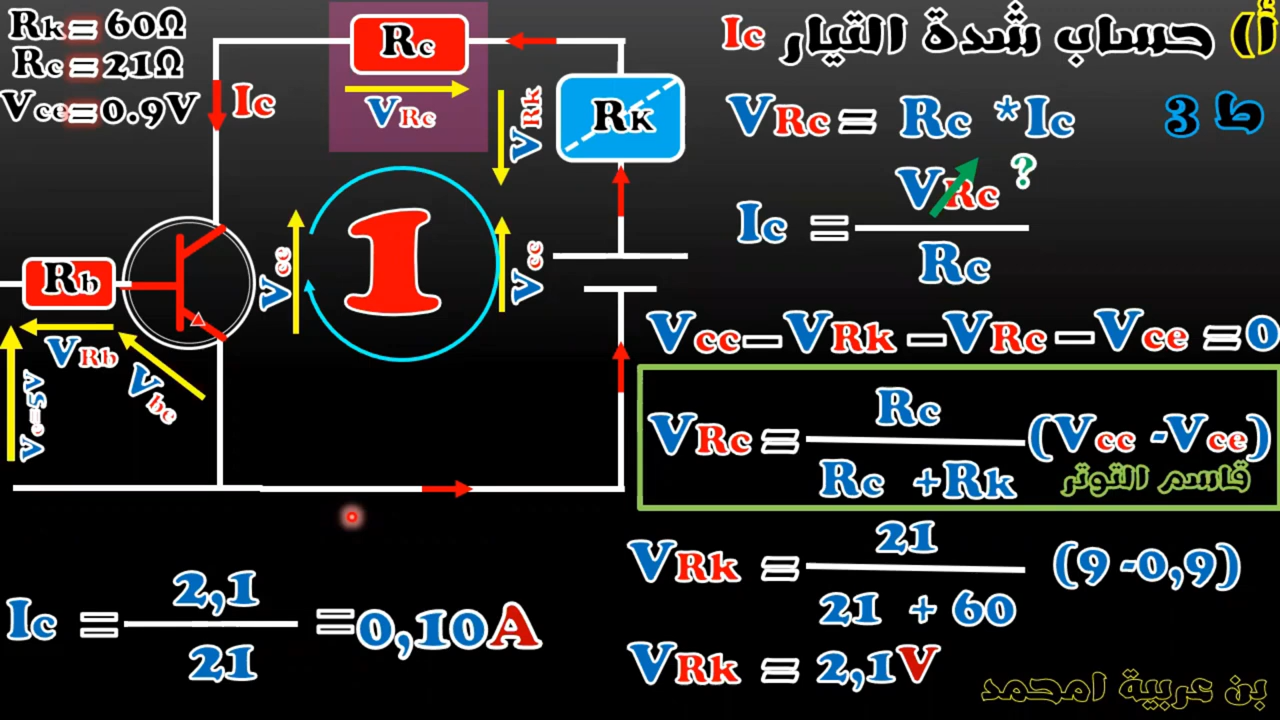 Rk = 60Ω
Rc = 21Ω
Vce = 0.9V
أ) حساب شدة التيار Ic
ط 3
VRc = Rc *Ic
Ic = VRc / Rc
?
Vcc – VRk – VRc – Vce = 0
VRc = Rc / Rc +Rk (Vcc -Vce)
قاسم التوتر
VRk = 21 / 21 + 60 (9 -0,9)
VRk = 2,1V
Ic = 2,1 / 21 = 0,10A
Rc
VRc
Ic
VRk
RK
Vce
1
Vcc
Rb
VRb
Vbe
Ve=5V
بن عربية امحمد